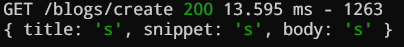 GET /blogs/create 200 13.595 ms - 1263
{ title: 's', snippet: 's', body: 's' }